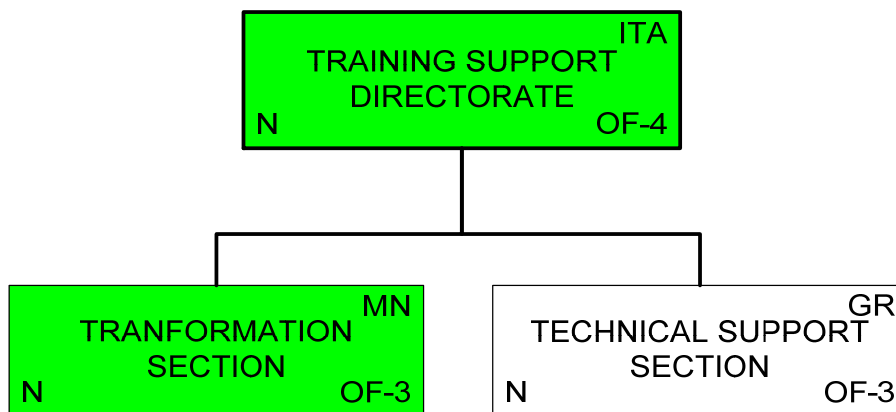 ITA
TRAINING SUPPORT
DIRECTORATE
N OF-4
MN
TRANFORMATION
SECTION
N OF-3
GR
TECHNICAL SUPPORT
SECTION
N OF-3